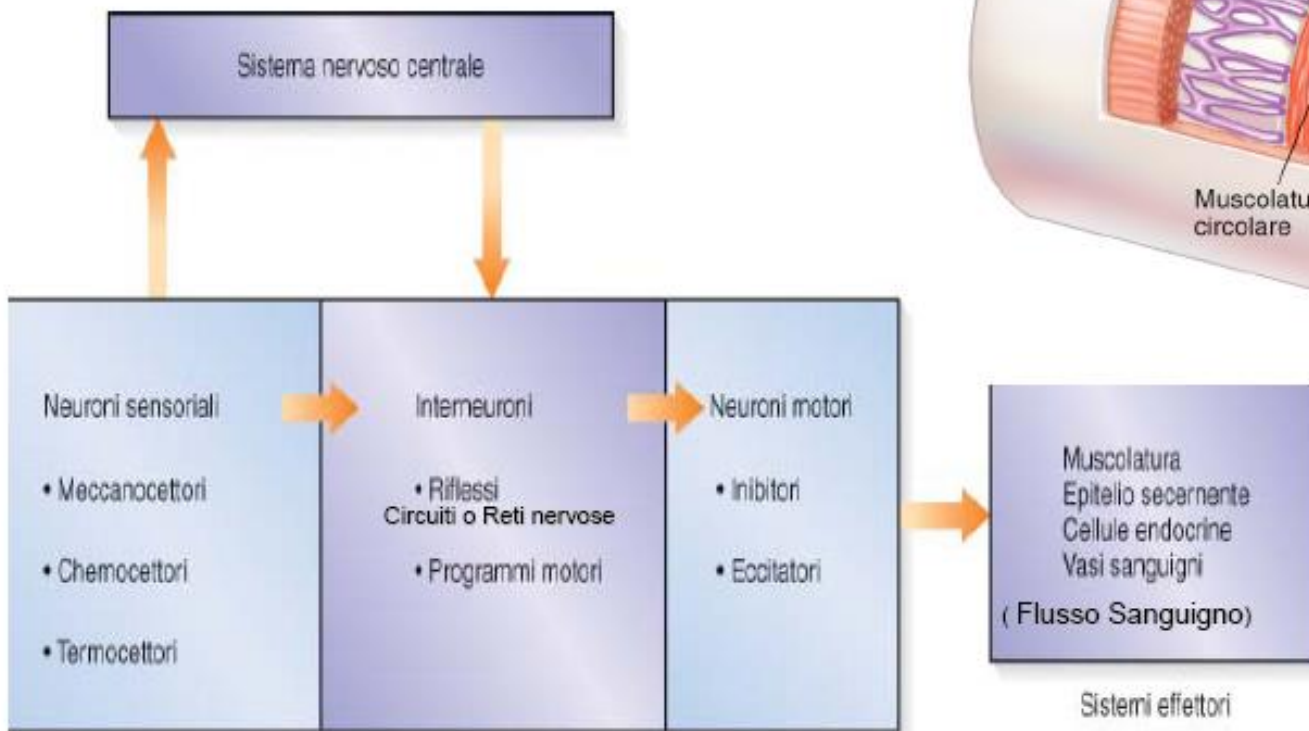 Sistema nervoso centrale
Muscolatu
circolare
Neuroni sensoriali
• Meccanocettori
• Chemocettori
• Termocettori
Interneuroni
• Riflessi
Circuiti o Reti nervose
• Programmi motori
Neuroni motori
• Inibitori
• Eccitatori
Muscolatura
Epitelio secernente
Cellule endocrine
Vasi sanguigni
( Flusso Sanguigno)
Sistemi effettori